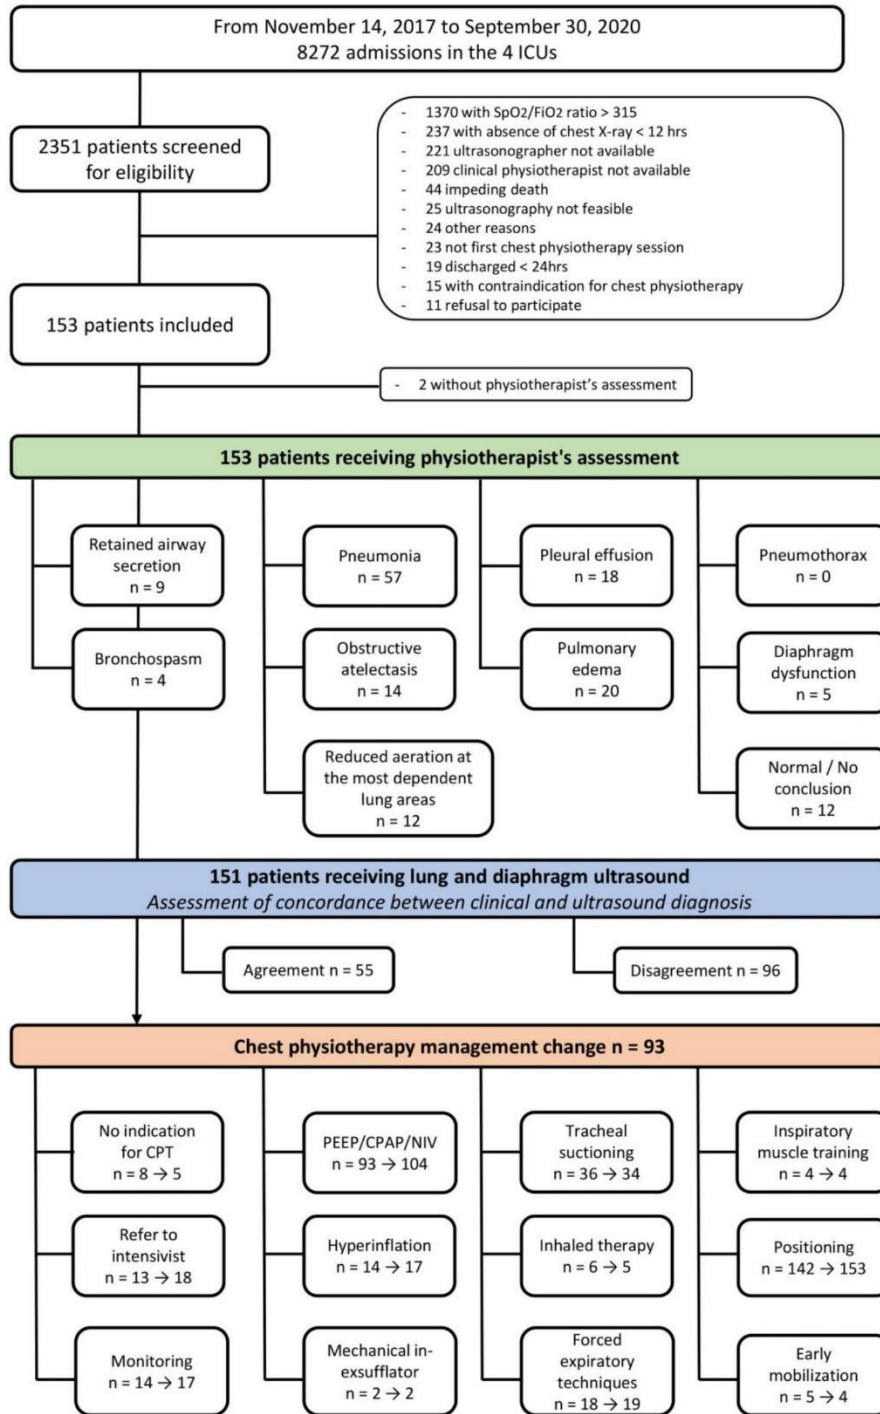 From November 14, 2017 to September 30, 2020
8272 admissions in the 4 ICUs
2351 patients screened
for eligibility
- 1370 with SpO2/FiO2 ratio > 315
- 237 with absence of chest X-ray < 12 hrs
- 221 ultrasonographer not available
- 209 clinical physiotherapist not available
- 44 impeding death
- 25 ultrasonography not feasible
- 24 other reasons
- 23 not first chest physiotherapy session
- 19 discharged < 24hrs
- 15 with contraindication for chest physiotherapy
- 11 refusal to participate
153 patients included
- 2 without physiotherapist's assessment
153 patients receiving physiotherapist's assessment
Retained airway
secretion
n = 9
Pneumonia
n = 57
Pleural effusion
n = 18
Pneumothorax
n = 0
Bronchospasm
n = 4
Obstructive
atelectasis
n = 14
Pulmonary
edema
n = 20
Diaphragm
dysfunction
n = 5
Reduced aeration at
the most dependent
lung areas
n = 12
Normal / No
conclusion
n = 12
151 patients receiving lung and diaphragm ultrasound
Assessment of concordance between clinical and ultrasound diagnosis
Agreement n = 55
Disagreement n = 96
Chest physiotherapy management change n = 93
No indication
for CPT
n = 8 → 5
PEEP/CPAP/NIV
n = 93 → 104
Tracheal
suctioning
n = 36 → 34
Inspiratory
muscle training
n = 4 → 4
Refer to
intensivist
n = 13 → 18
Hyperinflation
n = 14 → 17
Inhaled therapy
n = 6 → 5
Positioning
n = 142 → 153
Monitoring
n = 14 → 17
Mechanical in-
exsufflator
n = 2 → 2
Forced
expiratory
techniques
n = 18 → 19
Early
mobilization
n = 5 → 4